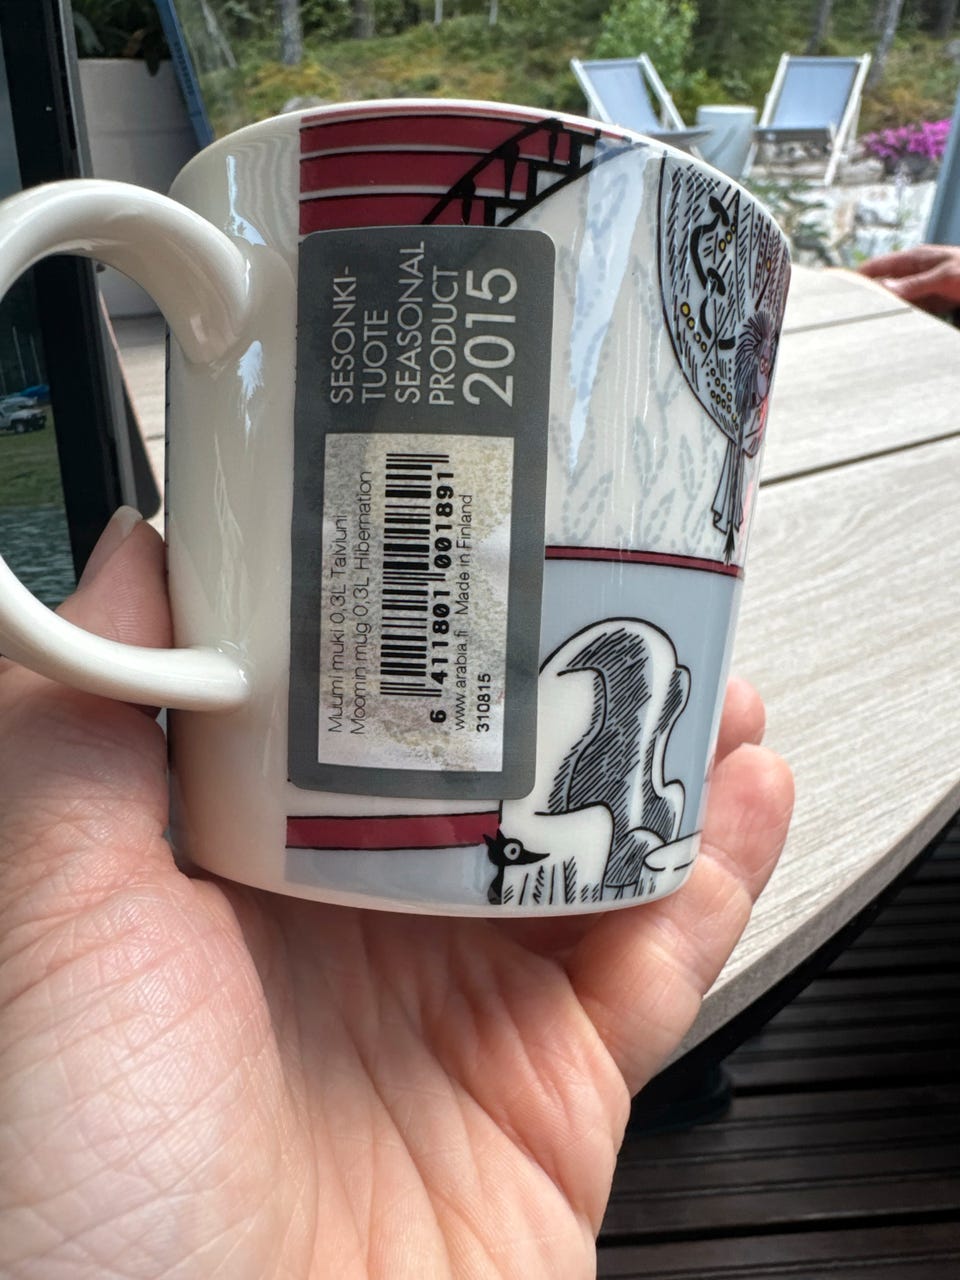 SESONKI-
TUOTE
SEASONAL
PRODUCT
2015
Muumi muki 0,3L Talviuni
Moomin mug 0,3L Hibernation
6 411801 001891
www.arabia.fi Made in Finland
310815